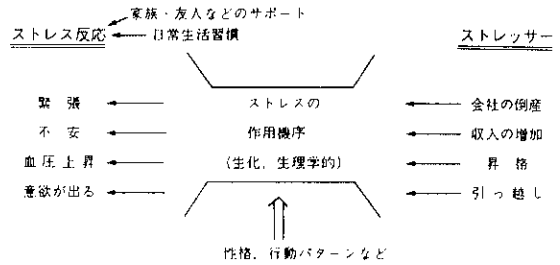 家族・友人などのサポート
ストレス反応 日常生活習慣 ストレッサー
緊張 ストレスの 会社の倒産
不安 作用機序 収入の増加
血圧上昇 (生化、生理学的) 昇格
意欲が出る 引っ越し
性格、行動パターンなど